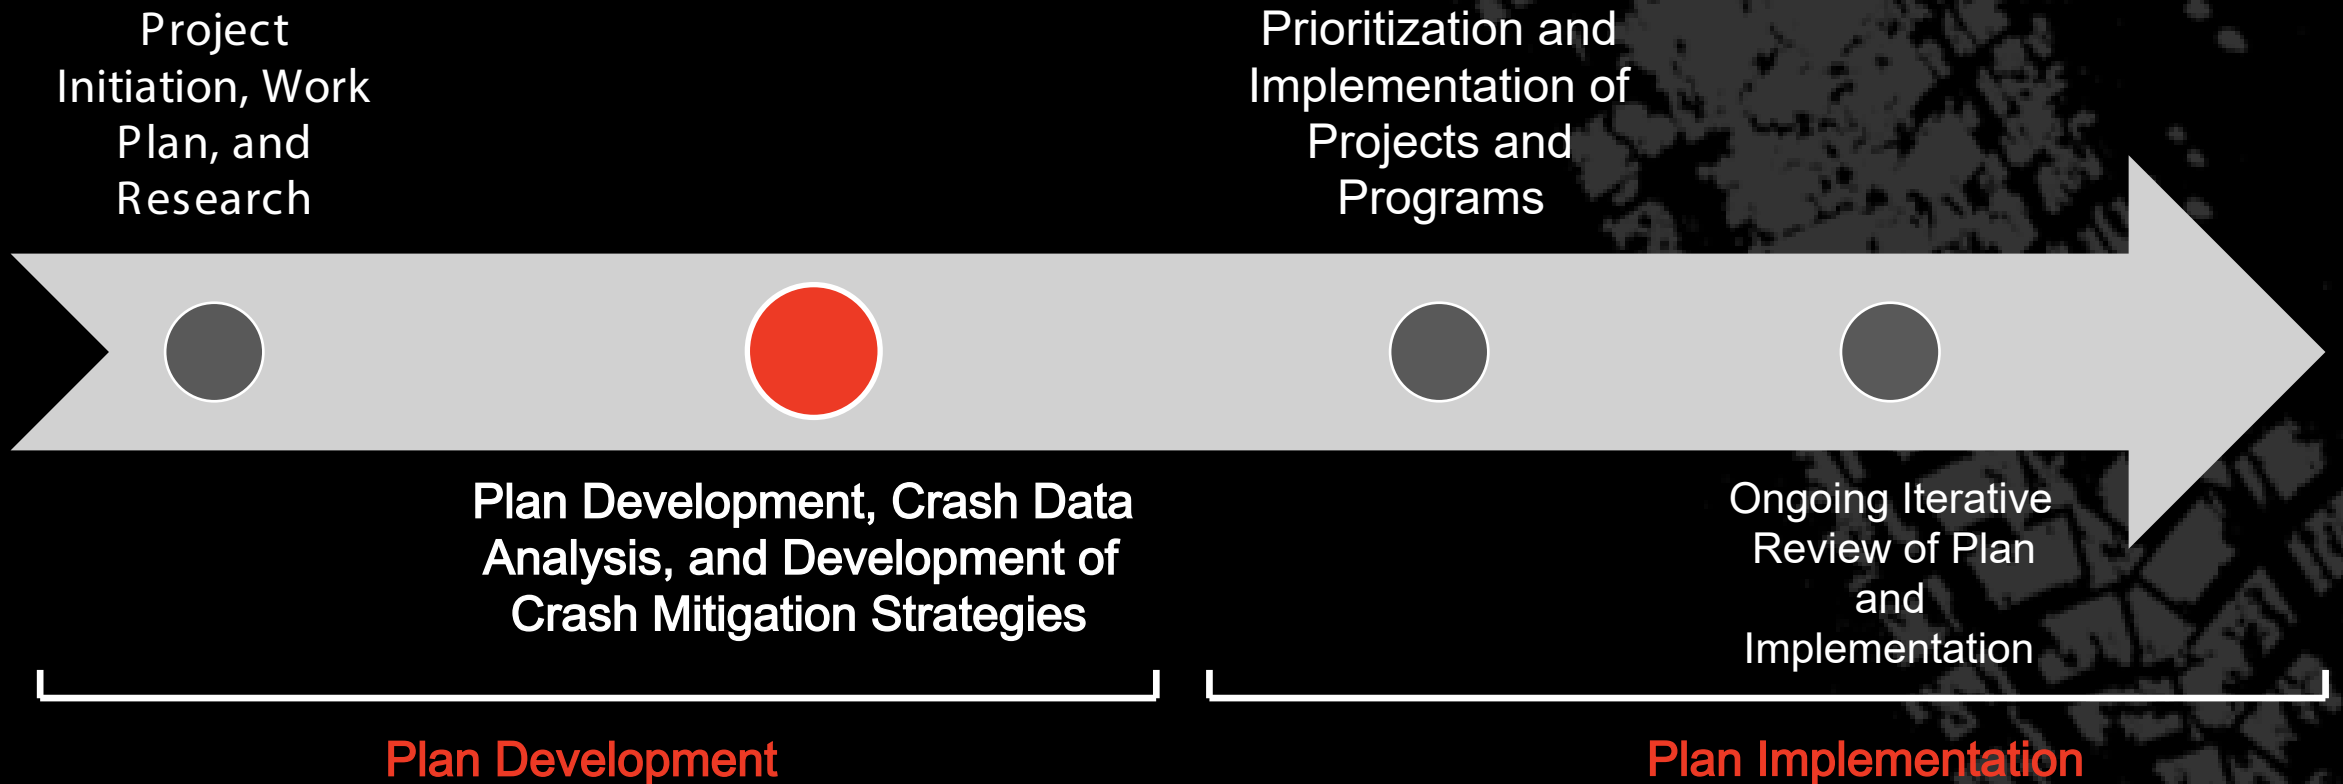 Project
Initiation, Work
Plan, and
Research
Prioritization and
Implementation of
Projects and
Programs
Plan Development, Crash Data
Analysis, and Development of
Crash Mitigation Strategies
Ongoing Iterative
Review of Plan
and
Implementation
Plan Development
Plan Implementation